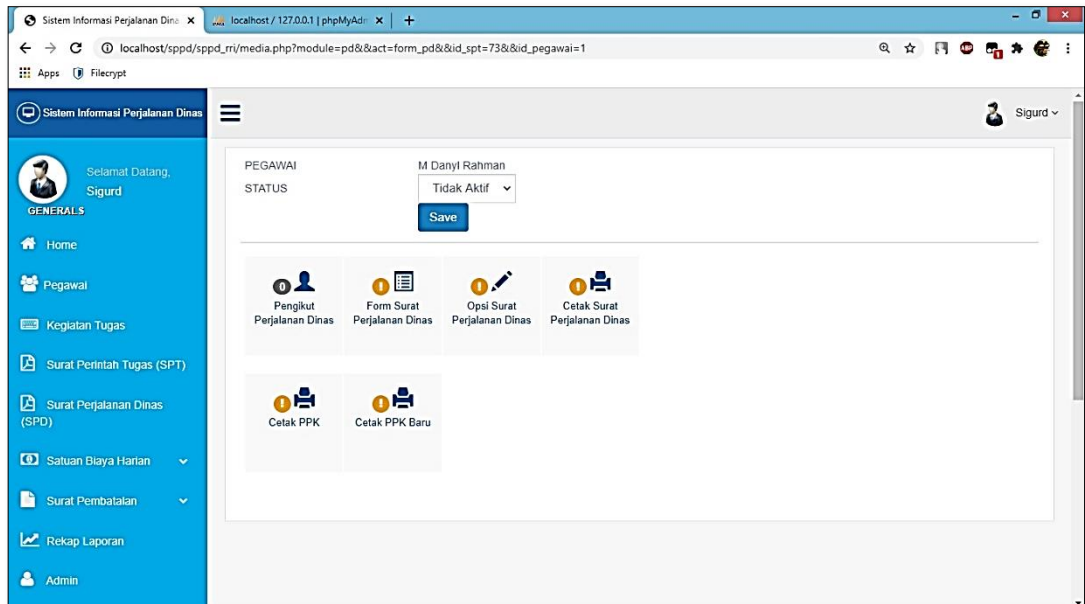 Sistem Informasi Perjalanan Dina
localhost / 127.0.0.1 | phpMyAdm
localhost/sppd/sppd_rri/media.php?module=pd&&act=form_pd&&id_spt=73&&id_pegawai=1
ABP
1
Apps
Filecrypt
Sistem Informasi Perjalanan Dinas
Sigurd
Selamat Datang,
Sigurd
GENERALS
Home
Pegawai
Kegiatan Tugas
Surat Perintah Tugas (SPT)
Surat Perjalanan Dinas
(SPD)
Satuan Biaya Harian
Surat Pembatalan
Rekap Laporan
Admin
PEGAWAI M Danyl Rahman
STATUS Tidak Aktif
Save
0
Pengikut
Perjalanan Dinas
!
Form Surat
Perjalanan Dinas
!
Opsi Surat
Perjalanan Dinas
!
Cetak Surat
Perjalanan Dinas
!
Cetak PPK
!
Cetak PPK Baru